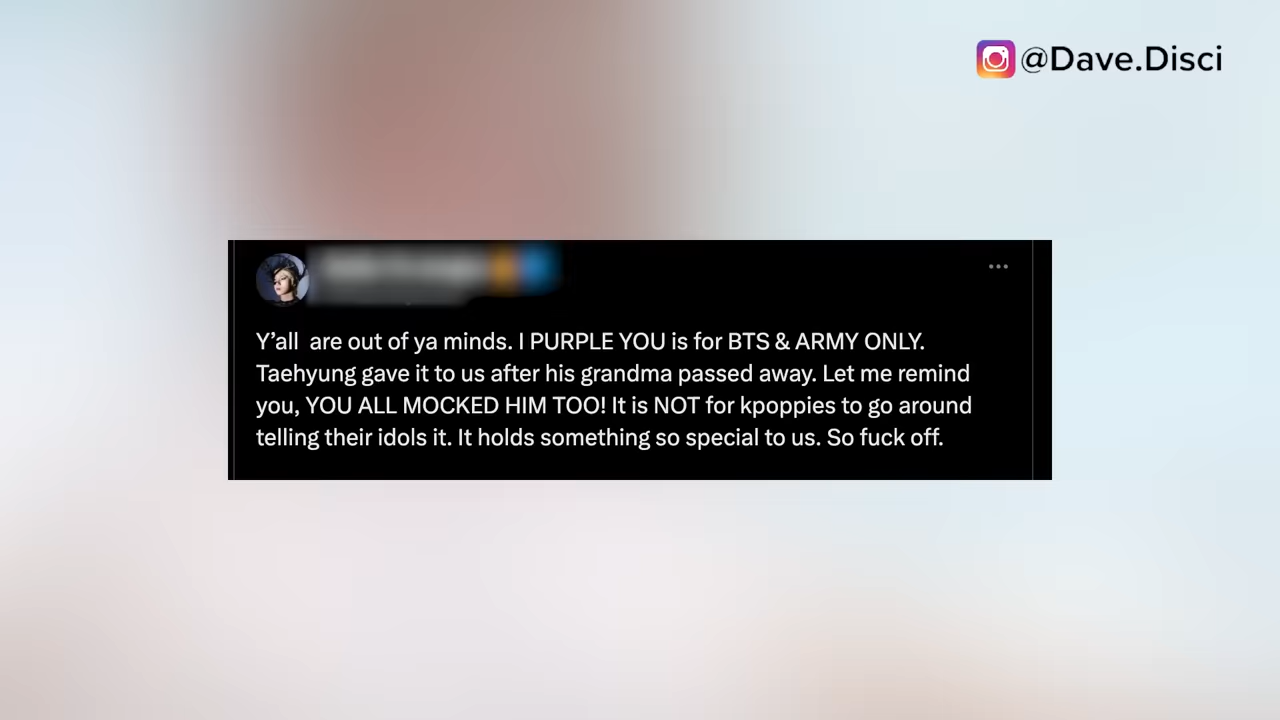 @Dave.Disci
Y’all  are out of ya minds. I PURPLE YOU is for BTS & ARMY ONLY.
Taehyung gave it to us after his grandma passed away. Let me remind
you, YOU ALL MOCKED HIM TOO! It is NOT for kpoppies to go around
telling their idols it. It holds something so special to us. So fuck off.